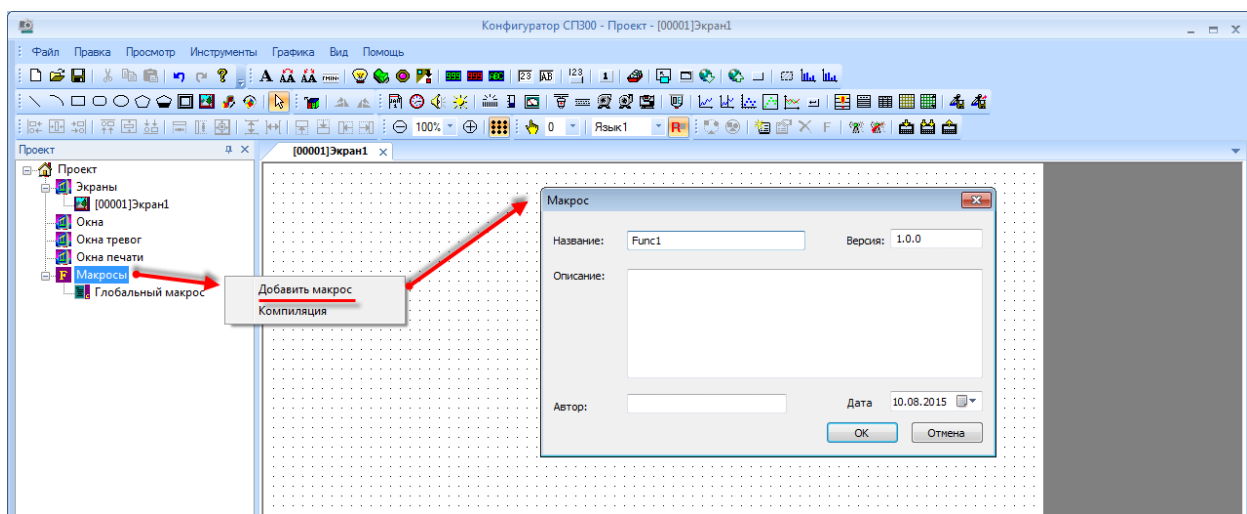 Конфигуратор СП300 - Проект - [00001]Экран1
Файл Правка Просмотр Инструменты Графика Вид Помощь
100% 0 Язык1 R
Проект
[00001]Экран1
Проект
Экраны
[00001]Экран1
Окна
Окна тревог
Окна печати
Макросы
Глобальный макрос
Добавить макрос
Компиляция
Макрос
Название: Func1 Версия: 1.0.0
Описание:
Автор: Дата 10.08.2015
OK Отмена